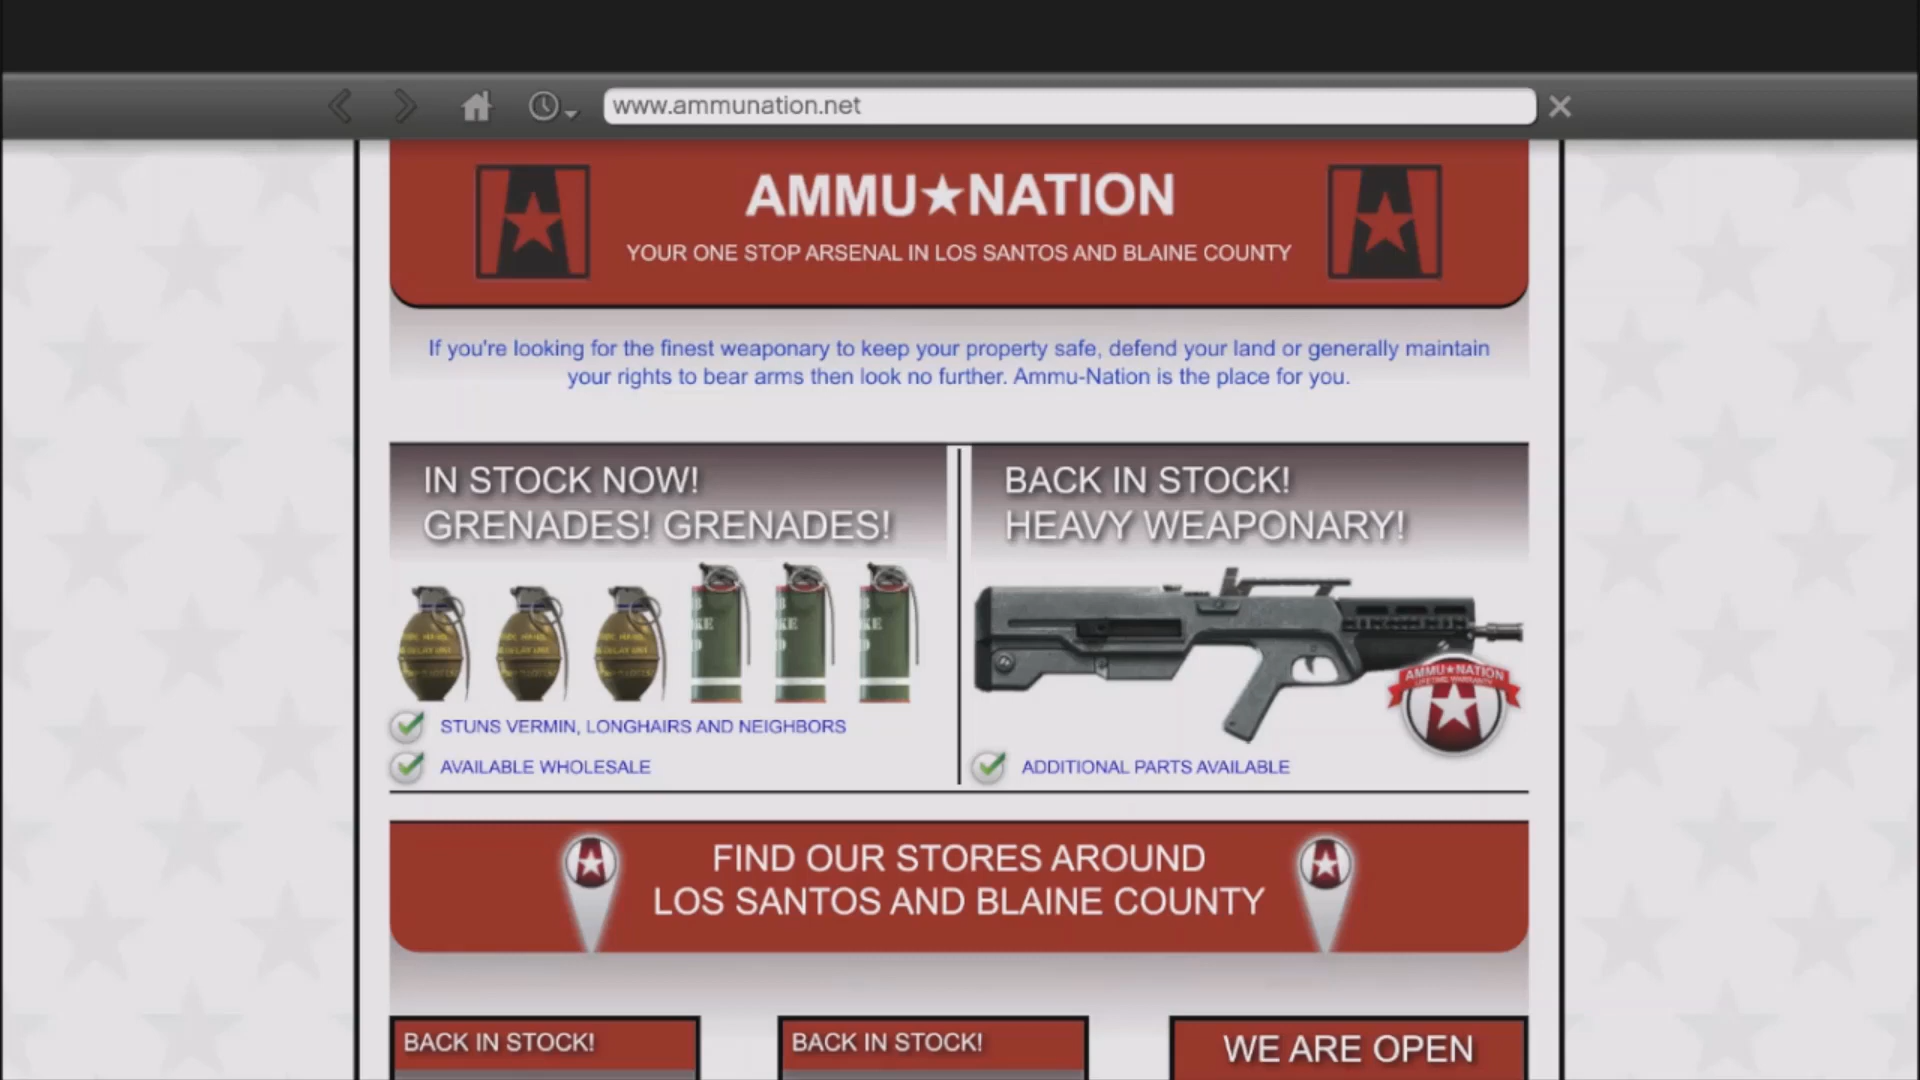 www.ammunation.net
AMMU★NATION
YOUR ONE STOP ARSENAL IN LOS SANTOS AND BLAINE COUNTY
If you're looking for the finest weaponary to keep your property safe, defend your land or generally maintain
your rights to bear arms then look no further. Ammu-Nation is the place for you.
IN STOCK NOW!
GRENADES! GRENADES!
STUNS VERMIN, LONGHAIRS AND NEIGHBORS
AVAILABLE WHOLESALE
BACK IN STOCK!
HEAVY WEAPONARY!
AMMU★NATION
LIFETIME WARRANTY
ADDITIONAL PARTS AVAILABLE
FIND OUR STORES AROUND
LOS SANTOS AND BLAINE COUNTY
BACK IN STOCK!
BACK IN STOCK!
WE ARE OPEN